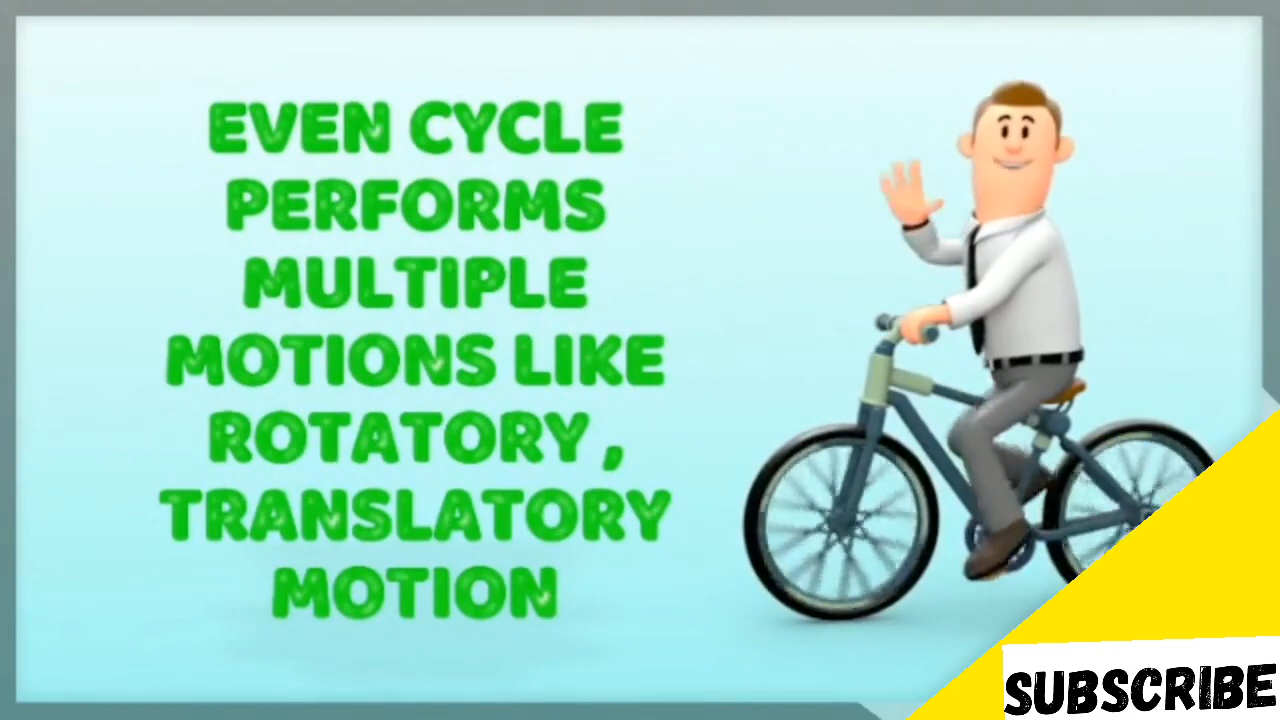 EVEN CYCLE
PERFORMS
MULTIPLE
MOTIONS LIKE
ROTATORY ,
TRANSLATORY
MOTION
SUBSCRIBE